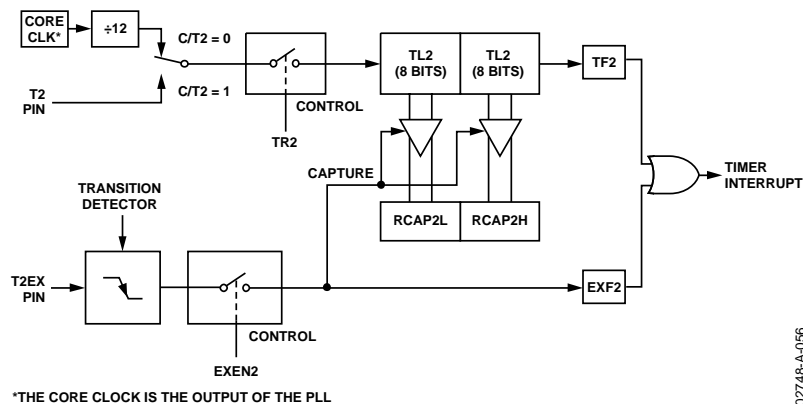 CORE
CLK*
÷12
C/T2 = 0
C/T2 = 1
T2
PIN
CONTROL
TR2
TL2
(8 BITS)
TL2
(8 BITS)
TF2
CAPTURE
TIMER
INTERRUPT
TRANSITION
DETECTOR
RCAP2L
RCAP2H
T2EX
PIN
CONTROL
EXEN2
EXF2
*THE CORE CLOCK IS THE OUTPUT OF THE PLL
02748-A-056